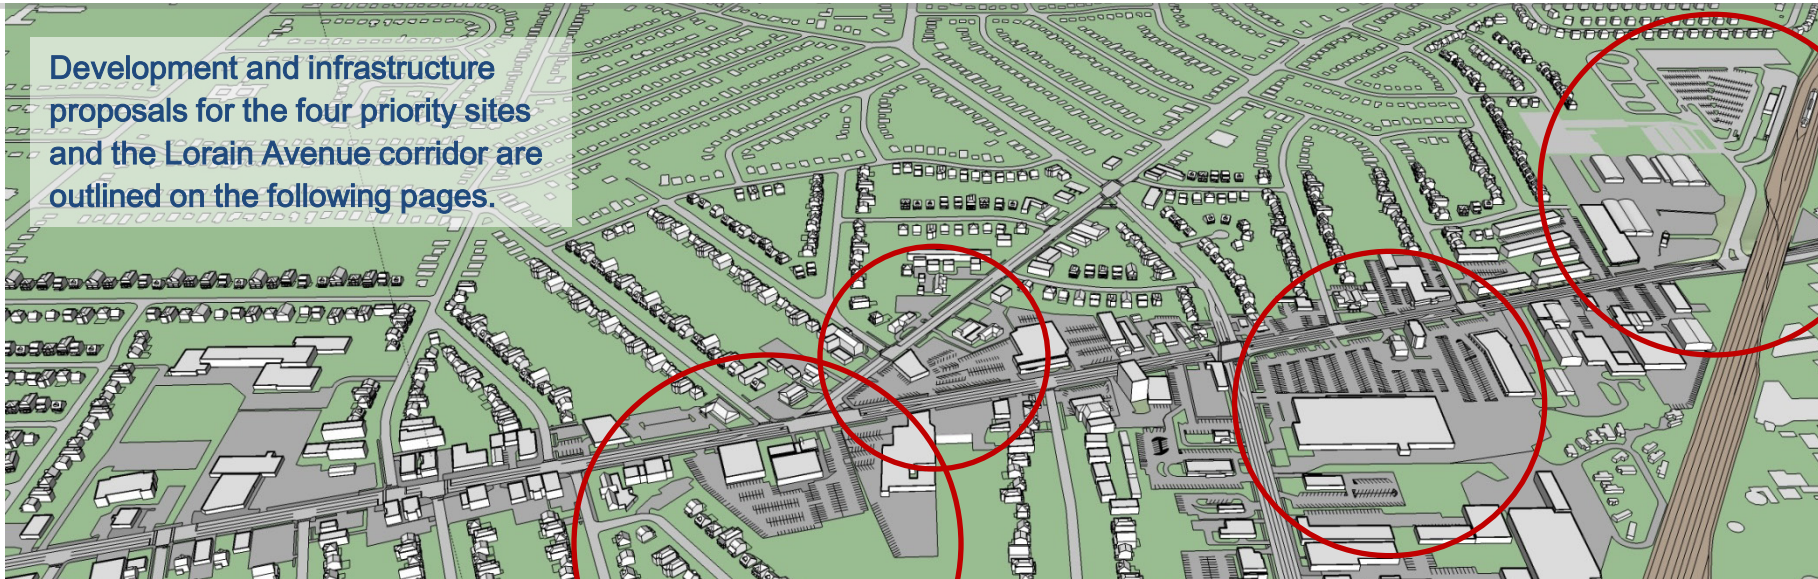 Development and infrastructure
proposals for the four priority sites
and the Lorain Avenue corridor are
outlined on the following pages.